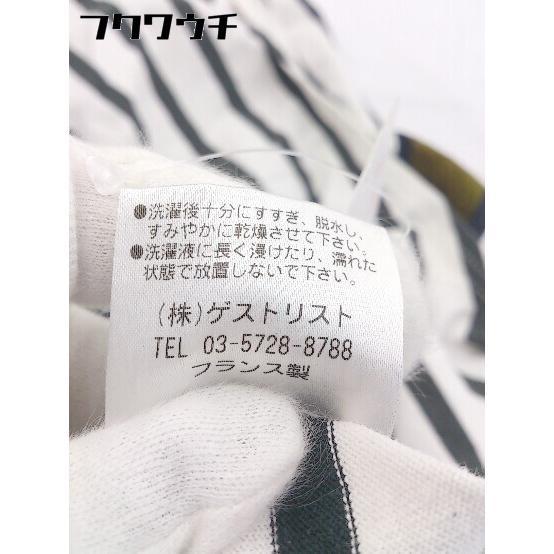 フクワウチ
●洗濯後十分にすすぎ、脱水し、
すみやかに乾燥させて下さい。
●洗濯液に長く浸けたり、濡れた
状態で放置しないで下さい。
(株)ゲストリスト
TEL 03-5728-8788
フランス製